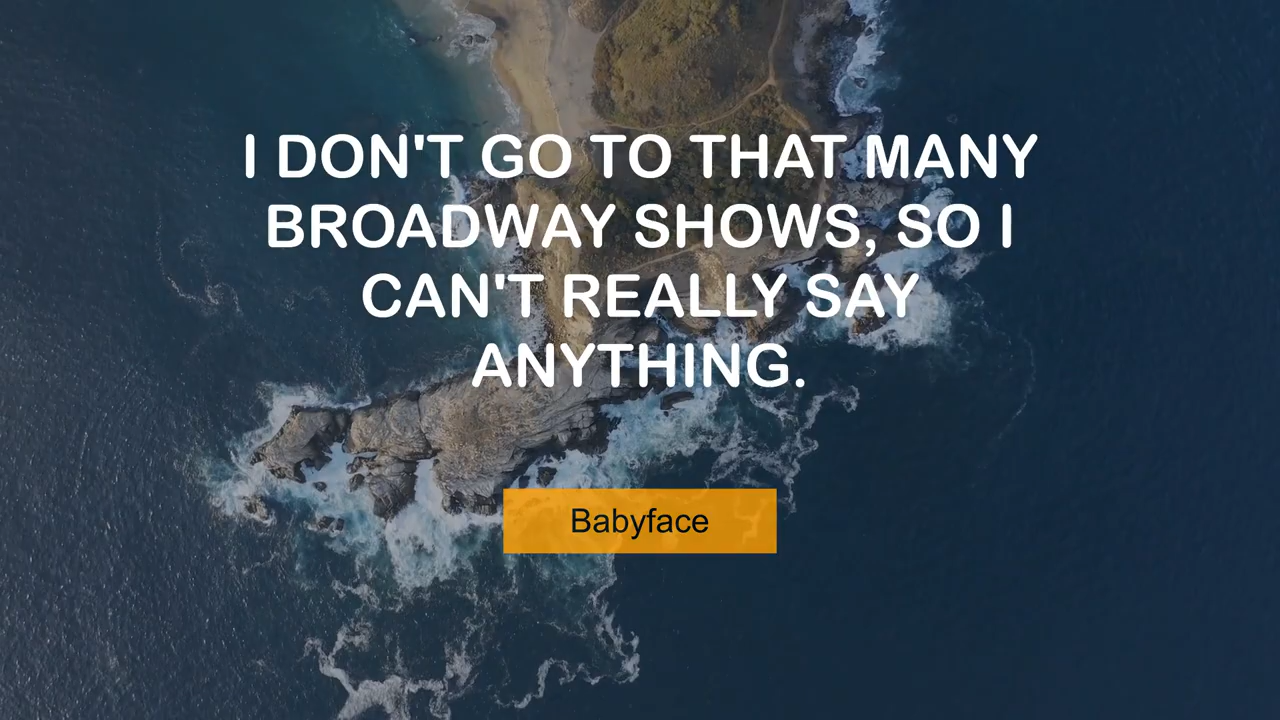 I DON'T GO TO THAT MANY
BROADWAY SHOWS, SO I
CAN'T REALLY SAY
ANYTHING.
Babyface